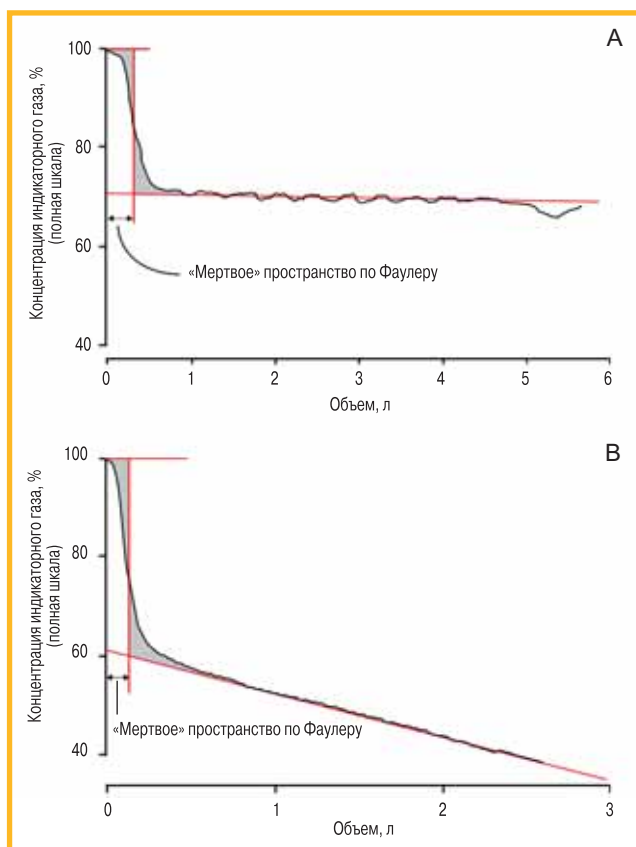 A
Концентрация индикаторного газа, %
(полная шкала)
100
80
60
40
«Мертвое» пространство по Фаулеру
0 1 2 3 4 5 6
Объем, л
B
Концентрация индикаторного газа, %
(полная шкала)
100
80
60
40
«Мертвое» пространство по Фаулеру
0 1 2 3
Объем, л